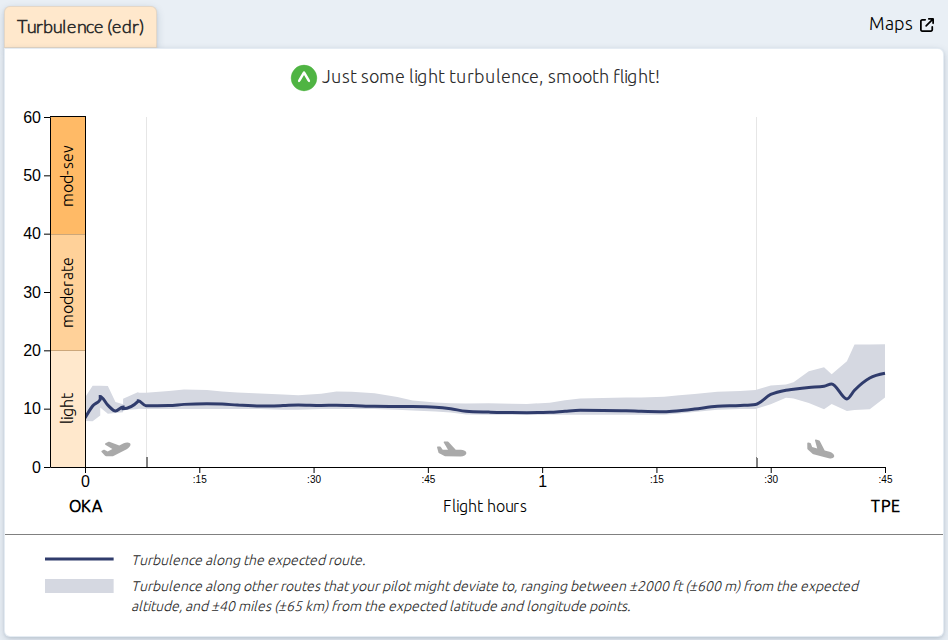 Turbulence (edr)
Maps
Just some light turbulence, smooth flight!
60
50
40
30
20
10
0
mod-sev
moderate
light
0 :15 :30 :45 1 :15 :30 :45
OKA Flight hours TPE
Turbulence along the expected route.
Turbulence along other routes that your pilot might deviate to, ranging between ±2000 ft (±600 m) from the expected
altitude, and ±40 miles (±65 km) from the expected latitude and longitude points.